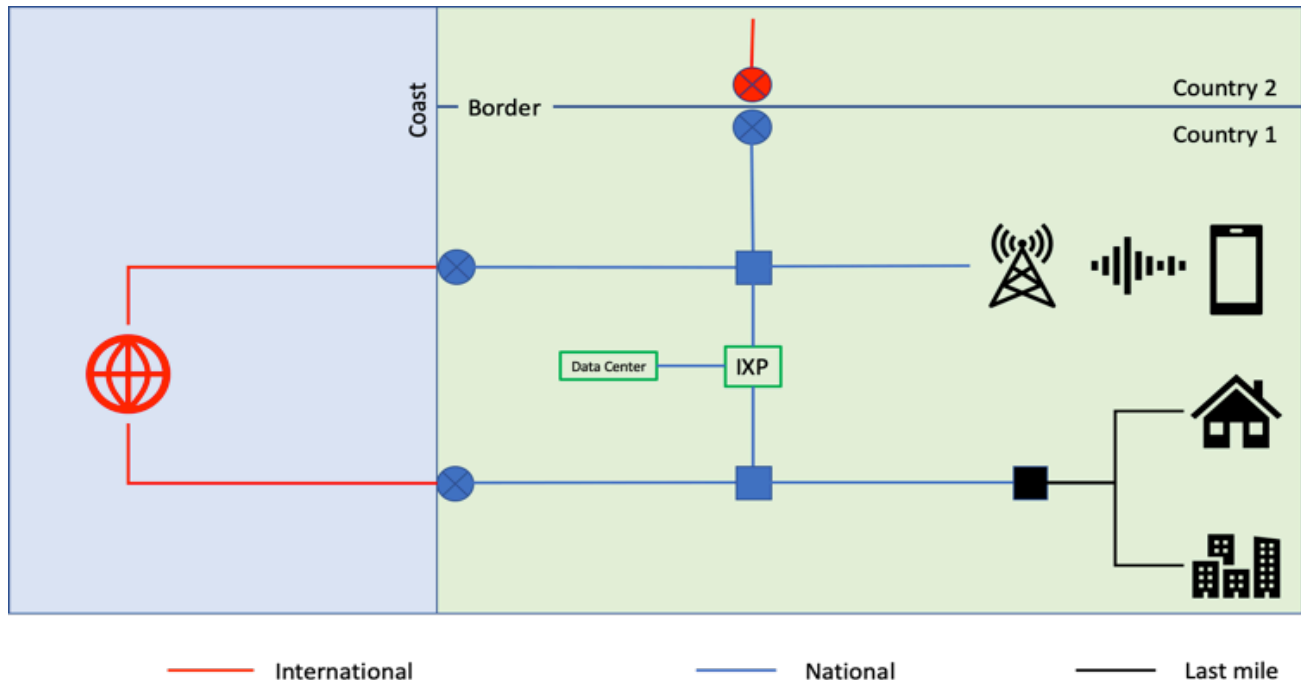 Coast
Border
Country 2
Country 1
Data Center
IXP
International
National
Last mile